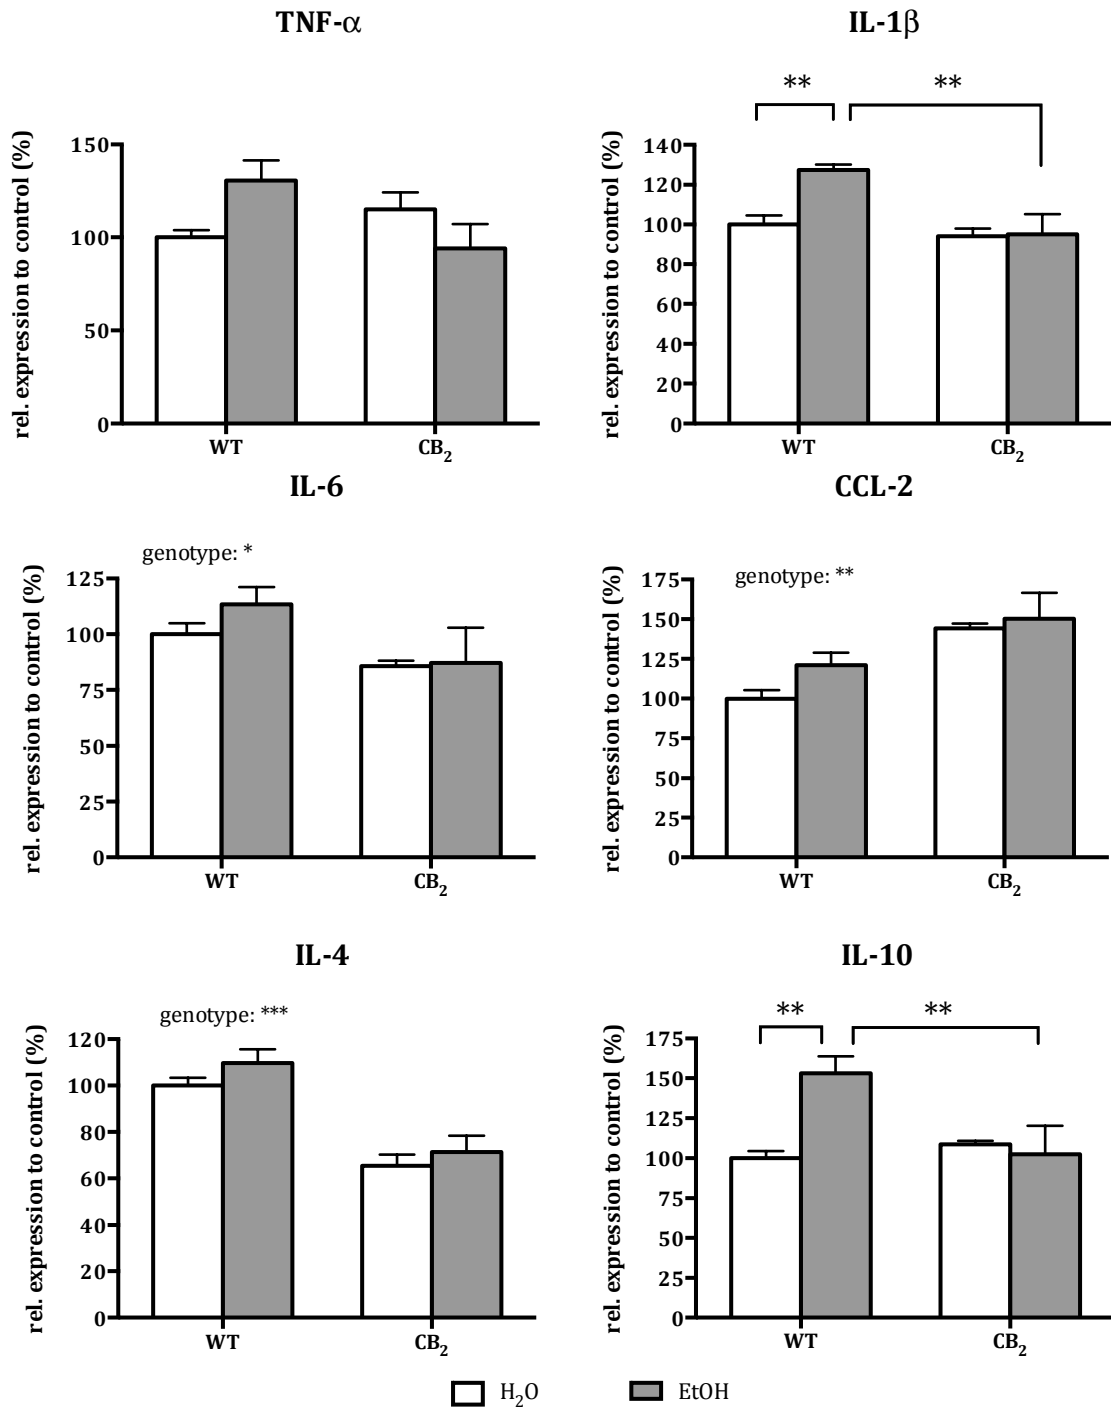 TNF-α
rel. expression to control (%)
150
100
50
0
WT
CB₂
IL-1β
**
**
rel. expression to control (%)
140
120
100
80
60
40
20
0
WT
CB₂
IL-6
genotype: *
rel. expression to control (%)
125
100
75
50
25
0
WT
CB₂
CCL-2
genotype: **
rel. expression to control (%)
175
150
125
100
75
50
25
0
WT
CB₂
IL-4
genotype: ***
rel. expression to control (%)
120
100
80
60
40
20
0
WT
CB₂
IL-10
**
**
rel. expression to control (%)
175
150
125
100
75
50
25
0
WT
CB₂
H₂O
EtOH